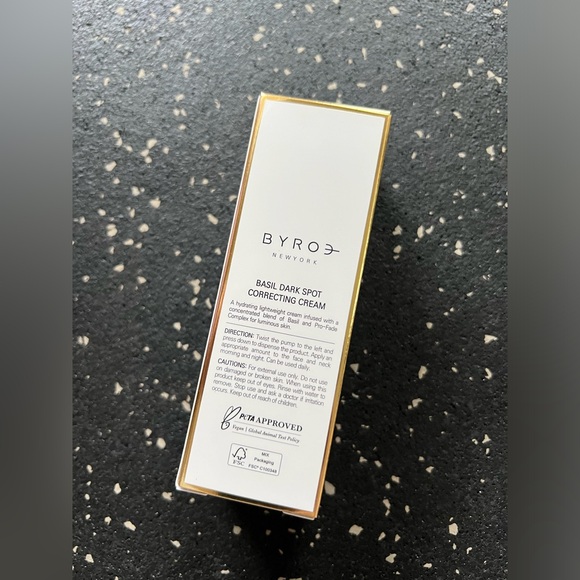 BYROE
NEW YORK
BASIL DARK SPOT
CORRECTING CREAM
A hydrating lightweight cream infused with a
concentrated blend of Basil and Pro-Fade
Complex for luminous skin.
DIRECTION: Twist the pump to the left and
press down to dispense the product. Apply an
appropriate amount to the face and neck
morning and night. Can be used daily.
CAUTIONS: For external use only. Do not use
on damaged or broken skin. When using this
product keep out of eyes. Rinse with water to
remove. Stop use and ask a doctor if irritation
occurs. Keep out of reach of children.
PETA APPROVED
Vegan | Global Animal Test Policy
FSC
MIX
Packaging